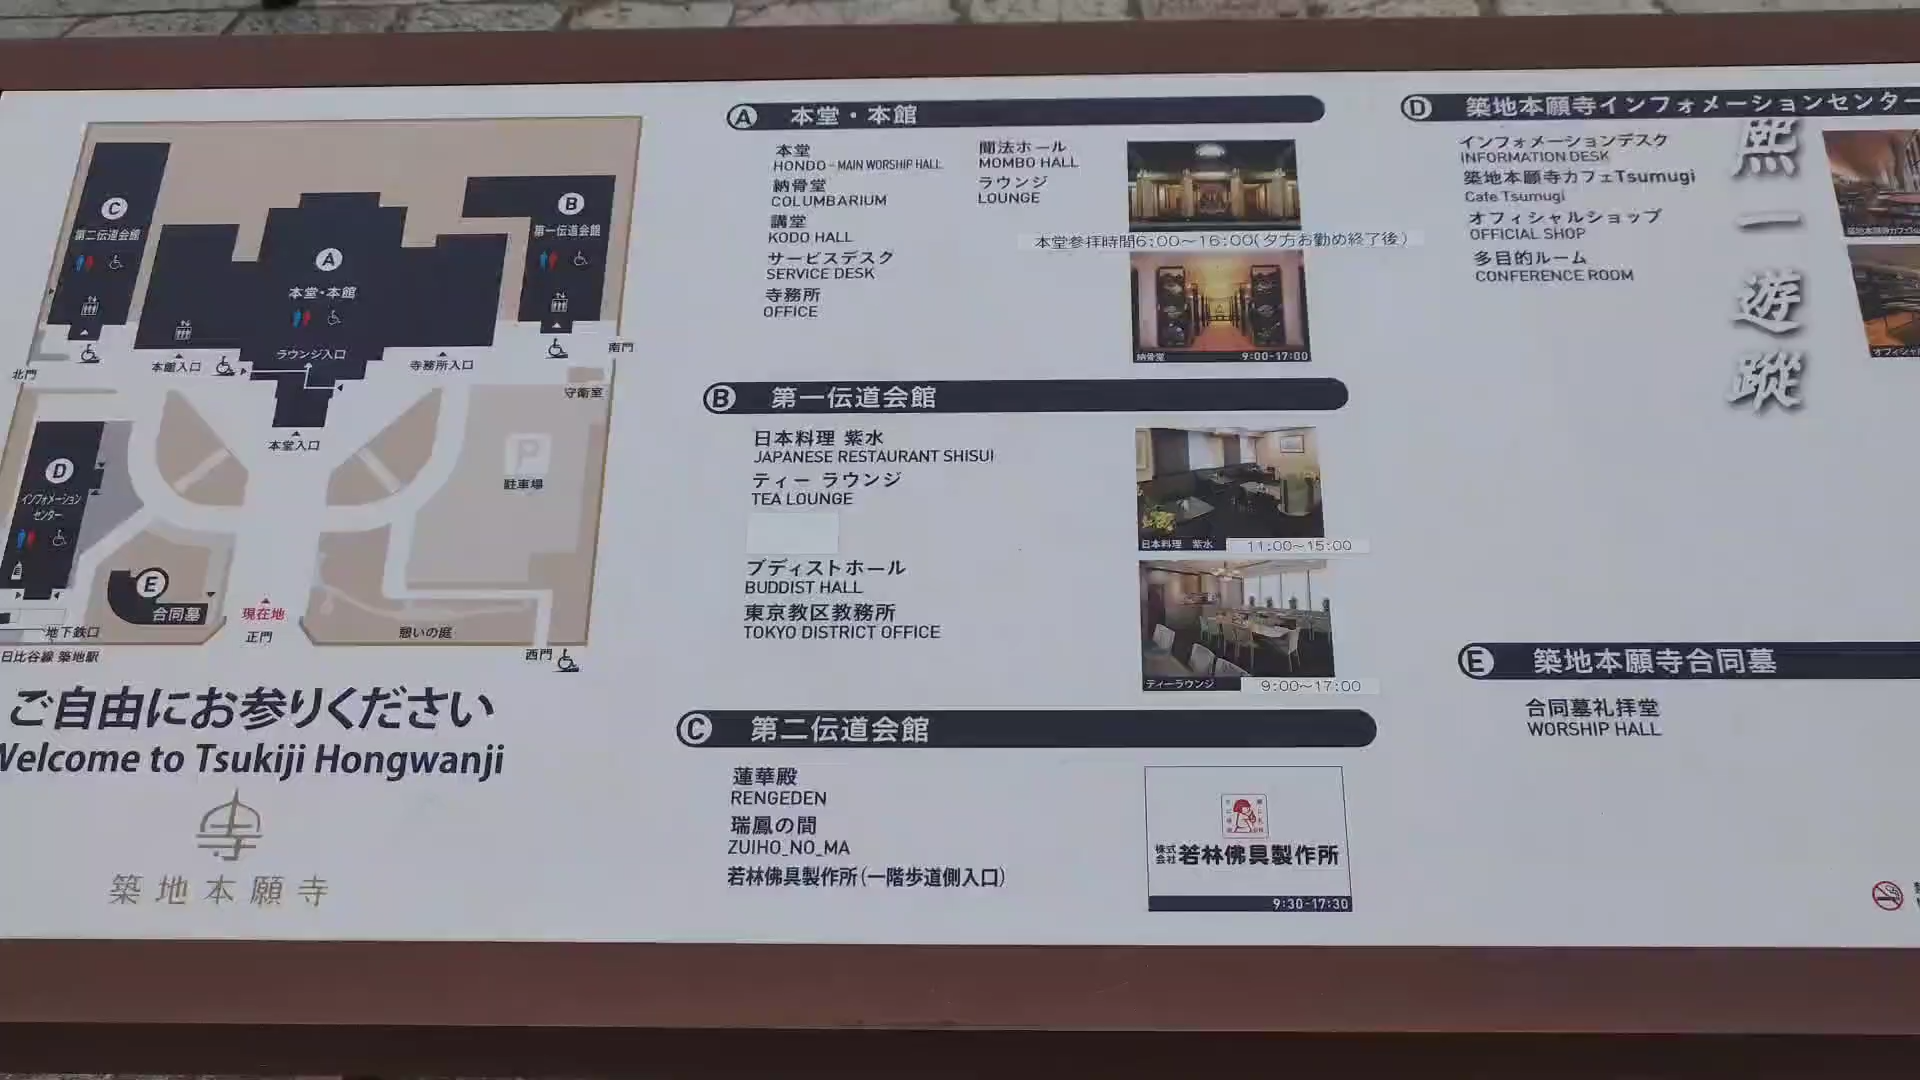 C
第二伝道会館
B
第一伝道会館
A
本堂・本館
ラウンジ入口
本館入口
寺務所入口
南門
北門
守衛室
本堂入口
D
インフォメーション
センター
P
駐車場
E
合同墓
現在地
正門
地下鉄口
日比谷線 築地駅
憩いの庭
西門
ご自由にお参りください
Welcome to Tsukiji Hongwanji
築地本願寺
A 本堂・本館
本堂
HONDO - MAIN WORSHIP HALL
納骨堂
COLUMBARIUM
講堂
KODO HALL
サービスデスク
SERVICE DESK
寺務所
OFFICE
聞法ホール
MOMBO HALL
ラウンジ
LOUNGE
本堂参拝時間6:00～16:00(夕方お勤め終了後)
納骨堂 9:00-17:00
B 第一伝道会館
日本料理 紫水
JAPANESE RESTAURANT SHISUI
ティー ラウンジ
TEA LOUNGE
ブディストホール
BUDDIST HALL
東京教区教務所
TOKYO DISTRICT OFFICE
日本料理 紫水 11:00～15:00
ティーラウンジ 9:00～17:00
C 第二伝道会館
蓮華殿
RENGEDEN
瑞鳳の間
ZUIHO_NO_MA
若林佛具製作所(一階歩道側入口)
株式会社 若林佛具製作所
9:30-17:30
D 築地本願寺インフォメーションセンター
インフォメーションデスク
INFORMATION DESK
築地本願寺カフェTsumugi
Cafe Tsumugi
オフィシャルショップ
OFFICIAL SHOP
多目的ルーム
CONFERENCE ROOM
熙一遊蹤
E 築地本願寺合同墓
合同墓礼拝堂
WORSHIP HALL